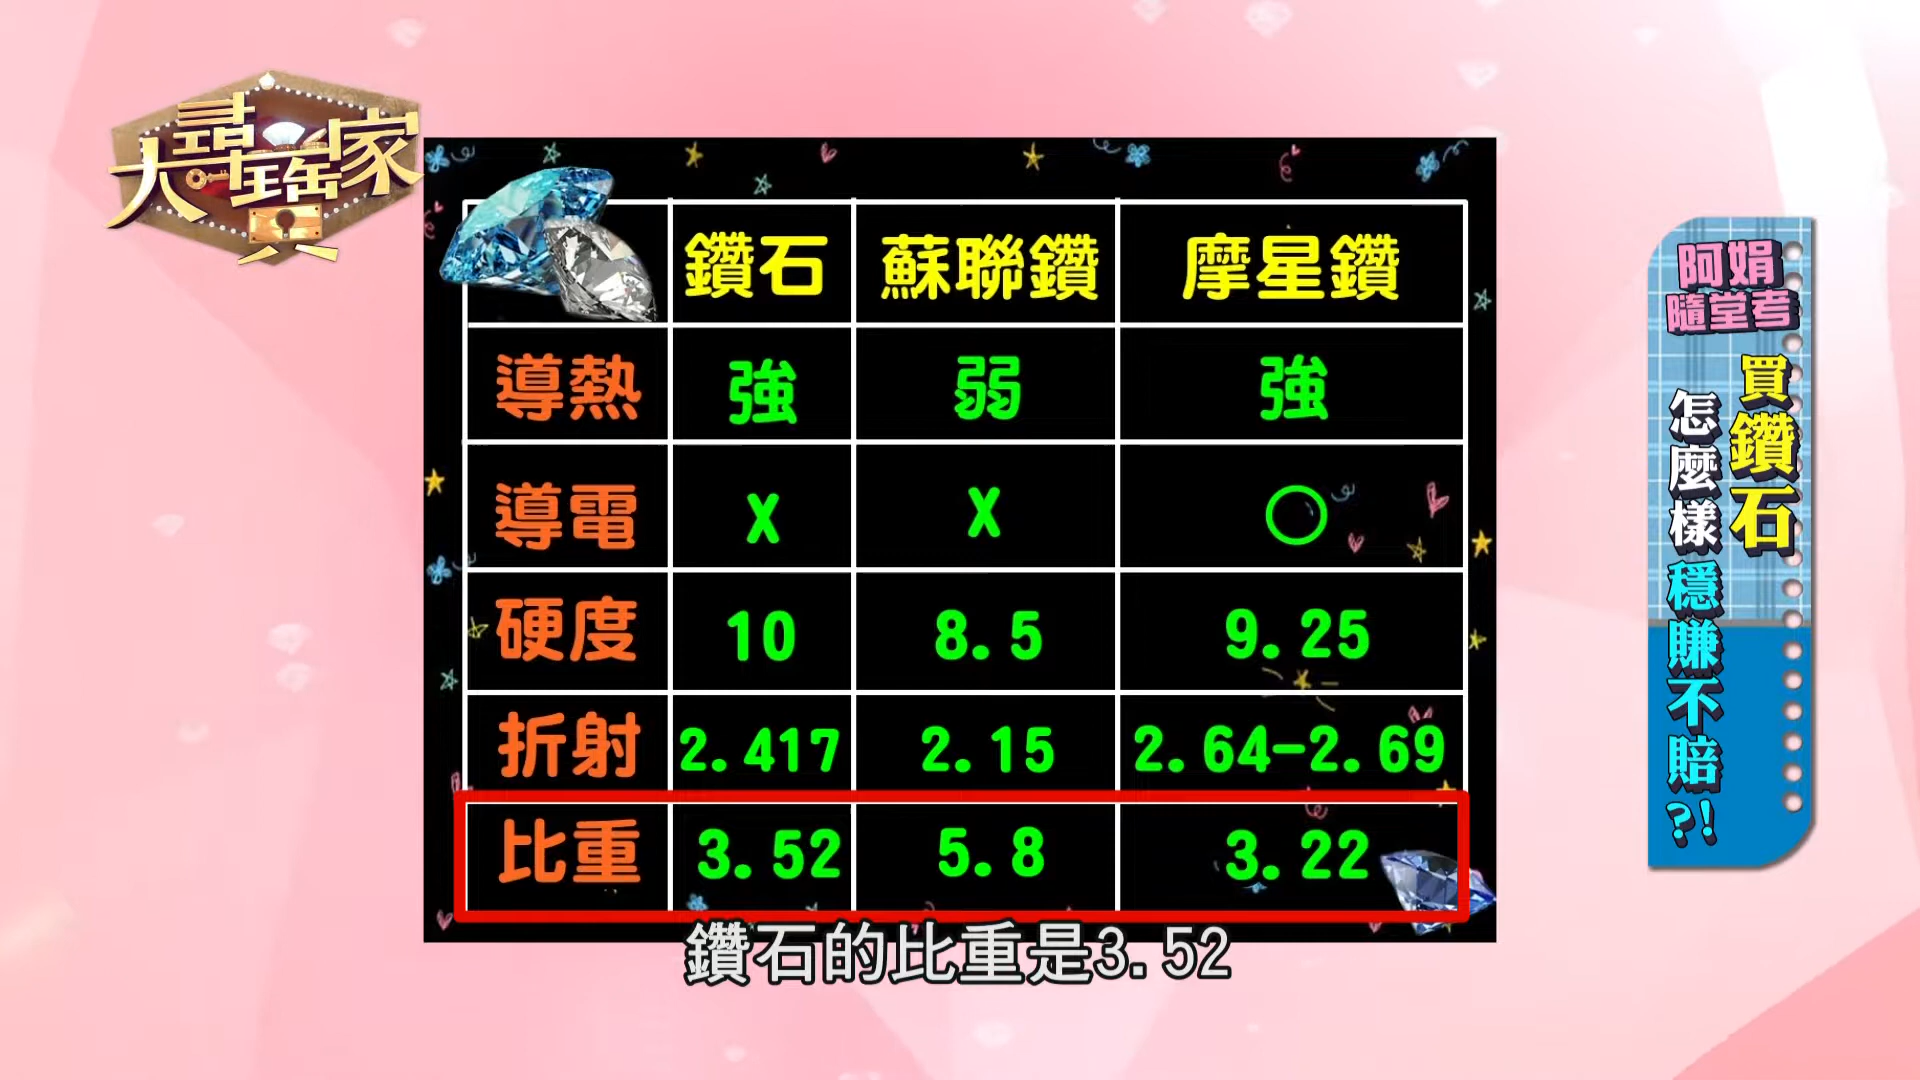 大尋寶家
鑽石 蘇聯鑽 摩星鑽
導熱 強 弱 強
導電 X X ○
硬度 10 8.5 9.25
折射 2.417 2.15 2.64-2.69
比重 3.52 5.8 3.22
鑽石的比重是3.52
阿娟
隨堂考
買鑽石
怎麼樣穩賺不賠?!